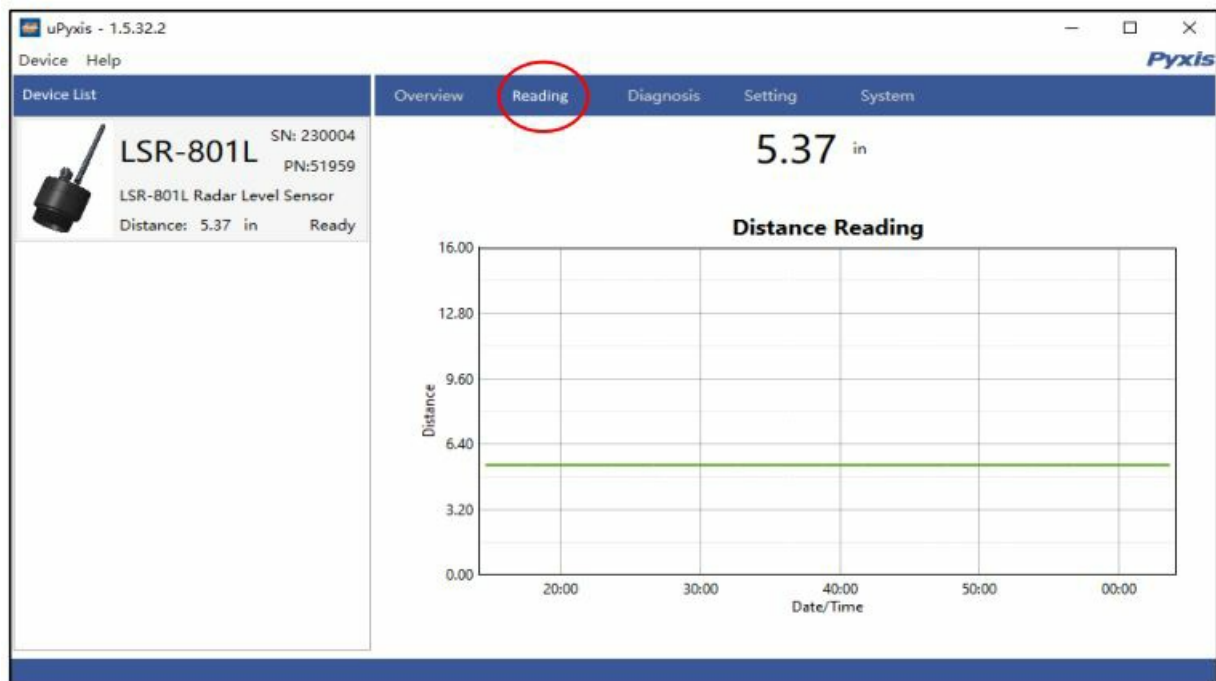 uPyxis - 1.5.32.2
Device Help
Pyxis
Device List
Overview Reading Diagnosis Setting System
LSR-801L
SN: 230004
PN:51959
LSR-801L Radar Level Sensor
Distance: 5.37 in Ready
5.37 in
Distance Reading
16.00
12.80
9.60
6.40
3.20
0.00
Distance
20:00 30:00 40:00 50:00 00:00
Date/Time